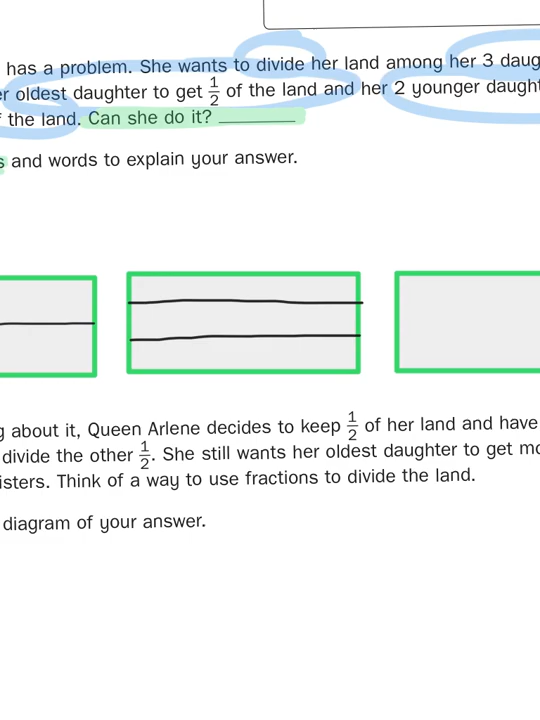 has a problem. She wants to divide her land among her 3
oldest daughter to get 1/2 of the land and her 2 younger
the land. Can she do it? ________
and words to explain your answer.
about it, Queen Arlene decides to keep 1/2 of her land and have
divide the other 1/2. She still wants her oldest daughter to get
Think of a way to use fractions to divide the land.
diagram of your answer.